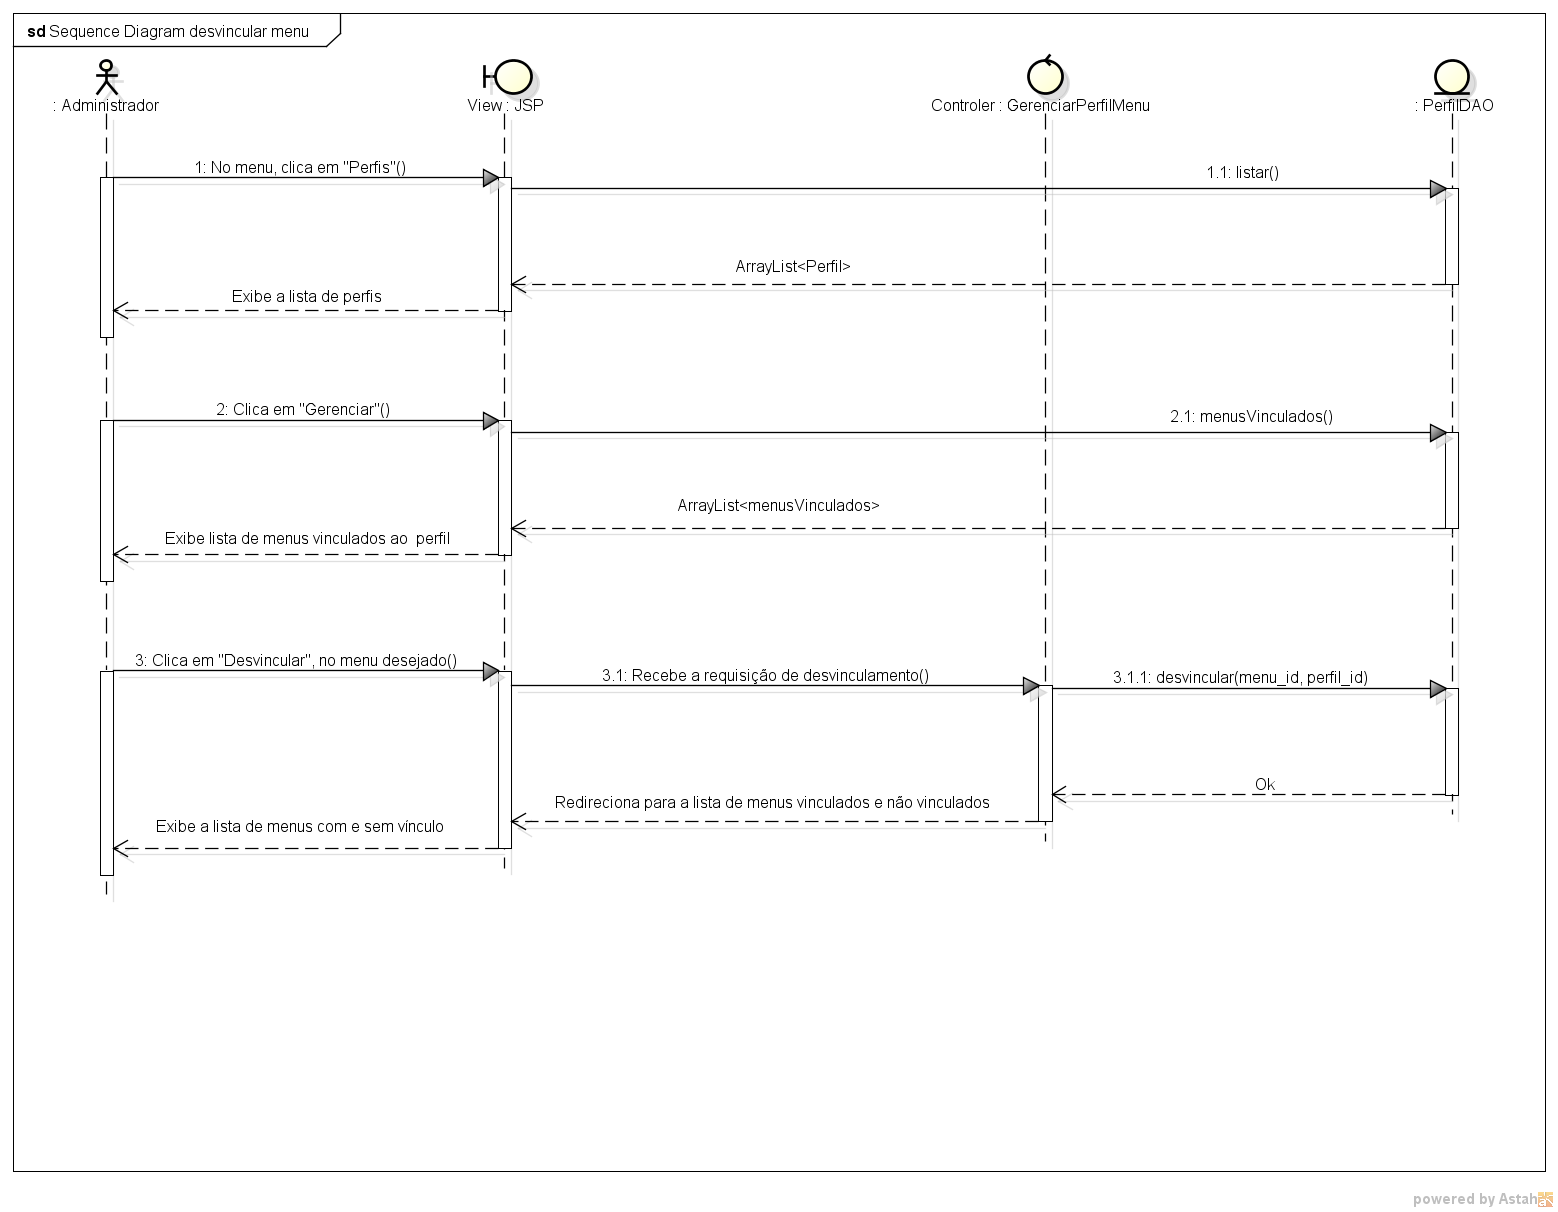 sd Sequence Diagram desvincular menu
: Administrador
View : JSP
Controler : GerenciarPerfilMenu
: PerfilDAO
1: No menu, clica em "Perfis"()
1.1: listar()
ArrayList<Perfil>
Exibe a lista de perfis
2: Clica em "Gerenciar"()
2.1: menusVinculados()
ArrayList<menusVinculados>
Exibe lista de menus vinculados ao  perfil
3: Clica em "Desvincular", no menu desejado()
3.1: Recebe a requisição de desvinculamento()
3.1.1: desvincular(menu_id, perfil_id)
Ok
Redireciona para a lista de menus vinculados e não vinculados
Exibe a lista de menus com e sem vínculo
powered by Astah